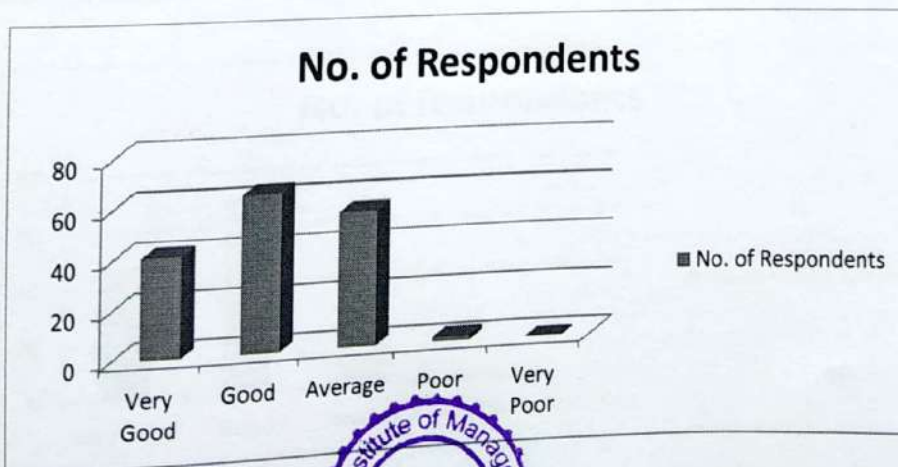 No. of Respondents
80
60
40
20
0
Very Good
Good
Average
Poor
Very Poor
No. of Respondents
stitute of Manag